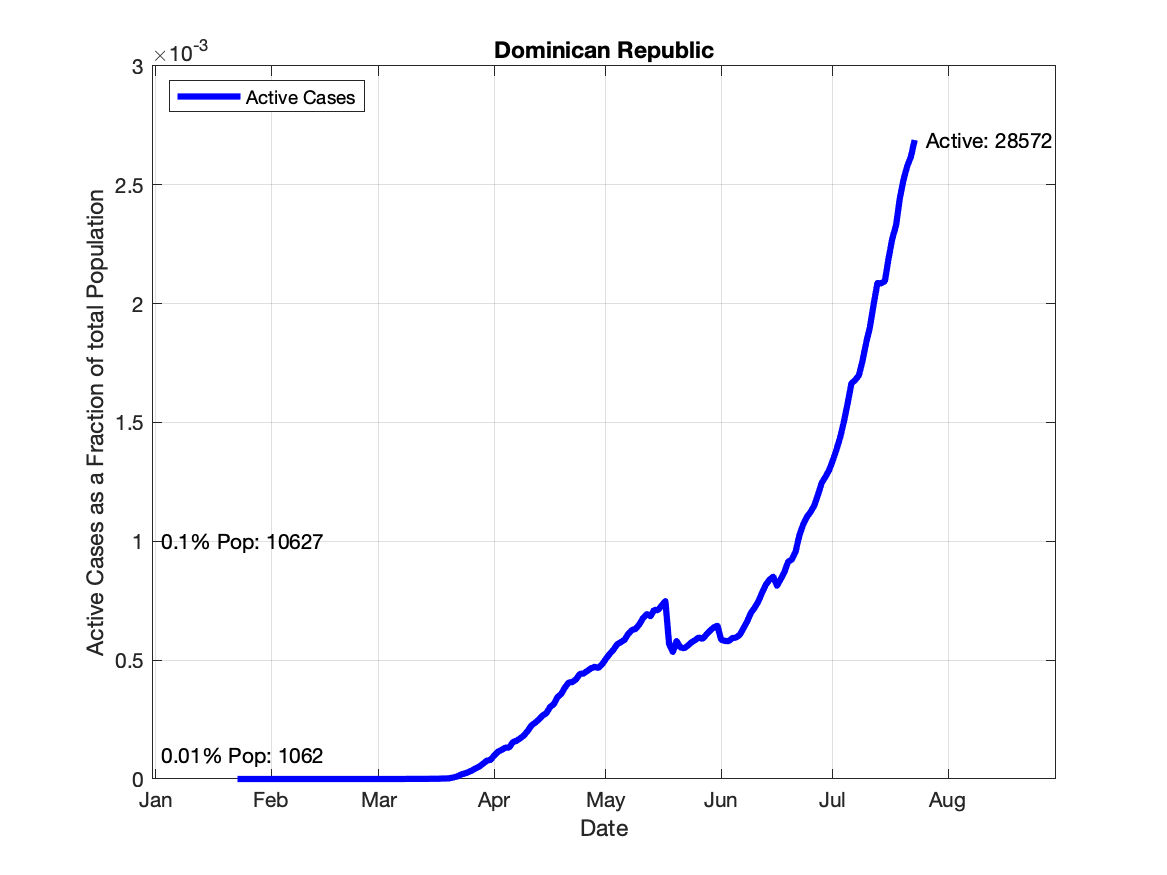 Dominican Republic
×10-3
3
2.5
2
1.5
1
0.5
0
Active Cases
Active: 28572
0.1% Pop: 10627
0.01% Pop: 1062
Active Cases as a Fraction of total Population
Jan Feb Mar Apr May Jun Jul Aug
Date